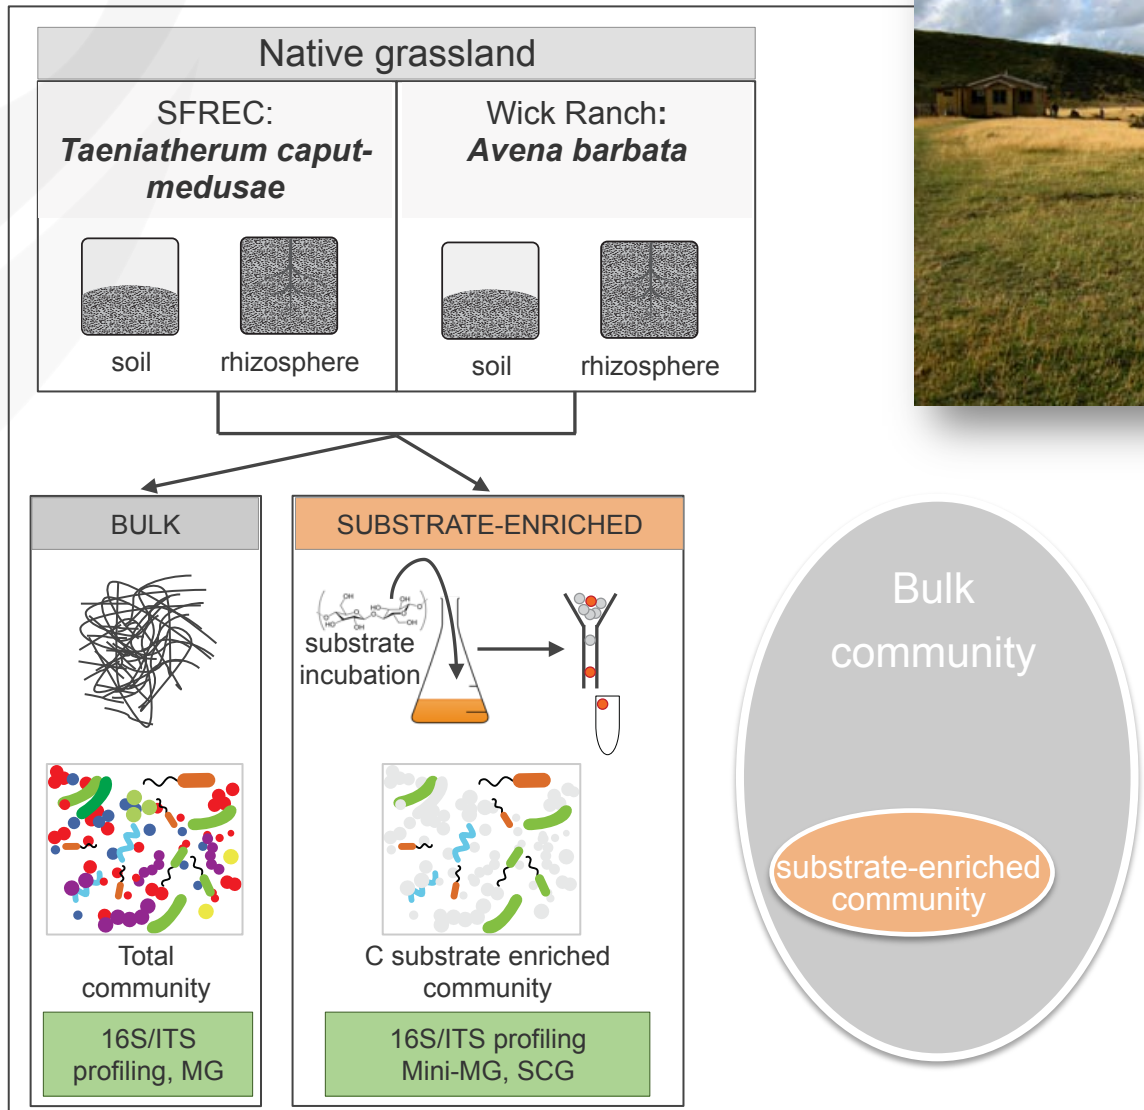 Native grassland
SFREC:
Taeniatherum caput-
medusae
soil
rhizosphere
Wick Ranch:
Avena barbata
soil
rhizosphere
BULK
Total
community
16S/ITS
profiling, MG
SUBSTRATE-ENRICHED
substrate
incubation
C substrate enriched
community
16S/ITS profiling
Mini-MG, SCG
Bulk
community
substrate-enriched
community